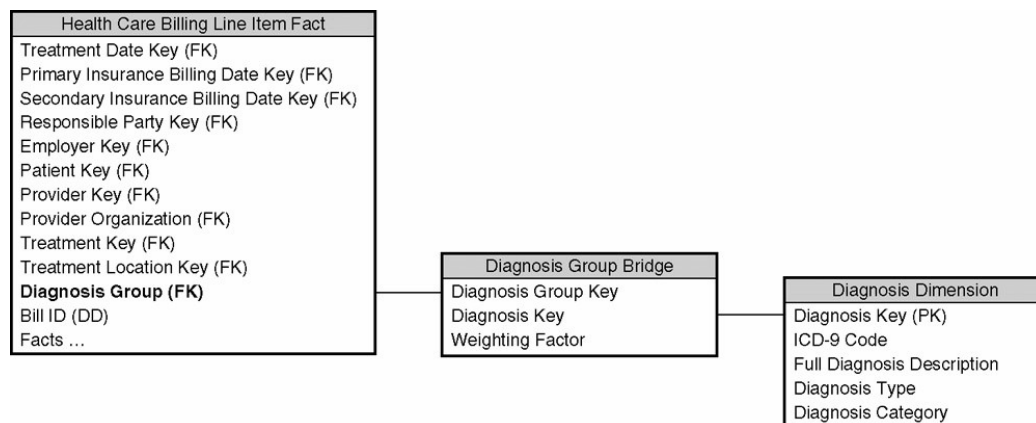 Health Care Billing Line Item Fact
Treatment Date Key (FK)
Primary Insurance Billing Date Key (FK)
Secondary Insurance Billing Date Key (FK)
Responsible Party Key (FK)
Employer Key (FK)
Patient Key (FK)
Provider Key (FK)
Provider Organization (FK)
Treatment Key (FK)
Treatment Location Key (FK)
Diagnosis Group (FK)
Bill ID (DD)
Facts ...
Diagnosis Group Bridge
Diagnosis Group Key
Diagnosis Key
Weighting Factor
Diagnosis Dimension
Diagnosis Key (PK)
ICD-9 Code
Full Diagnosis Description
Diagnosis Type
Diagnosis Category